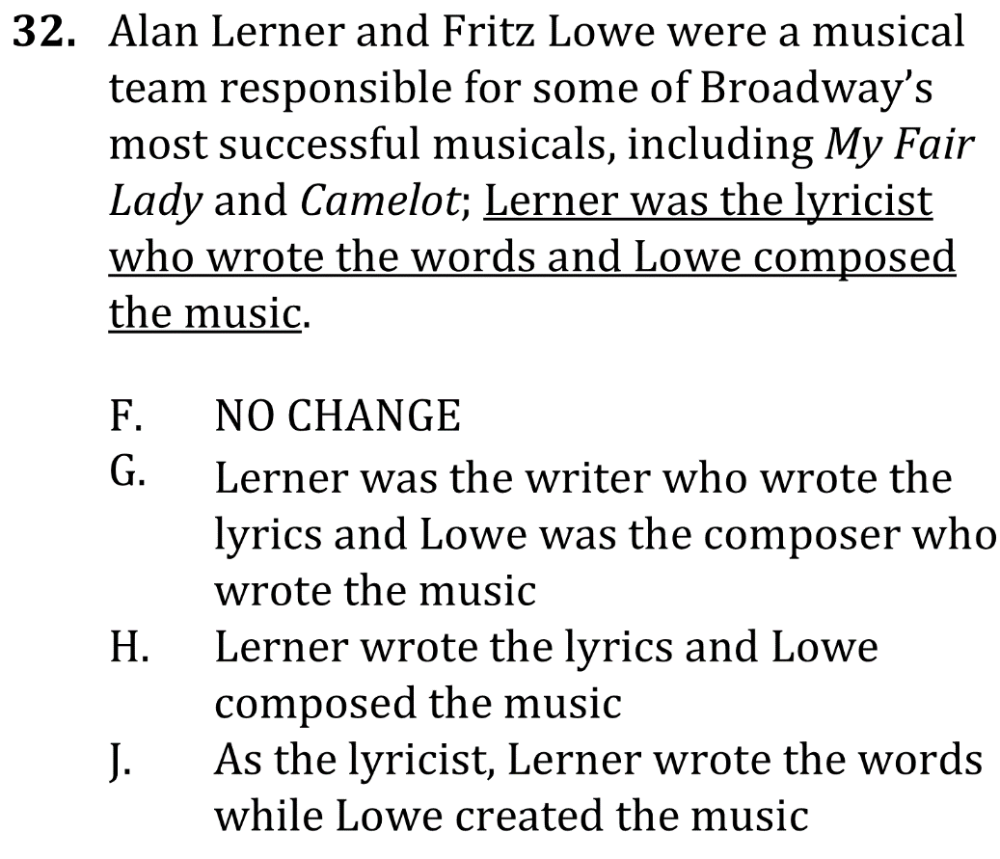 32. Alan Lerner and Fritz Lowe were a musical
team responsible for some of Broadway’s
most successful musicals, including My Fair
Lady and Camelot; Lerner was the lyricist
who wrote the words and Lowe composed
the music.
F. NO CHANGE
G. Lerner was the writer who wrote the
lyrics and Lowe was the composer who
wrote the music
H. Lerner wrote the lyrics and Lowe
composed the music
J. As the lyricist, Lerner wrote the words
while Lowe created the music